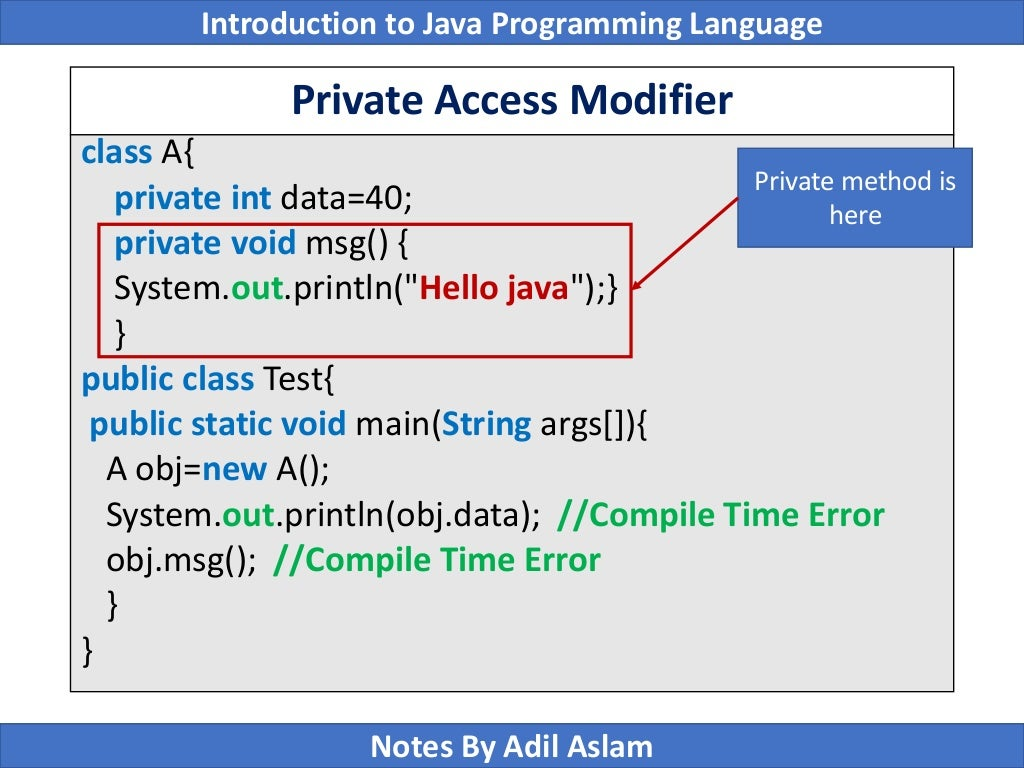 Introduction to Java Programming Language
Private Access Modifier
class A{
private int data=40;
private void msg() {
System.out.println("Hello java");}
}
Private method is
here
public class Test{
public static void main(String args[]){
A obj=new A();
System.out.println(obj.data); //Compile Time Error
obj.msg(); //Compile Time Error
}
}
Notes By Adil Aslam